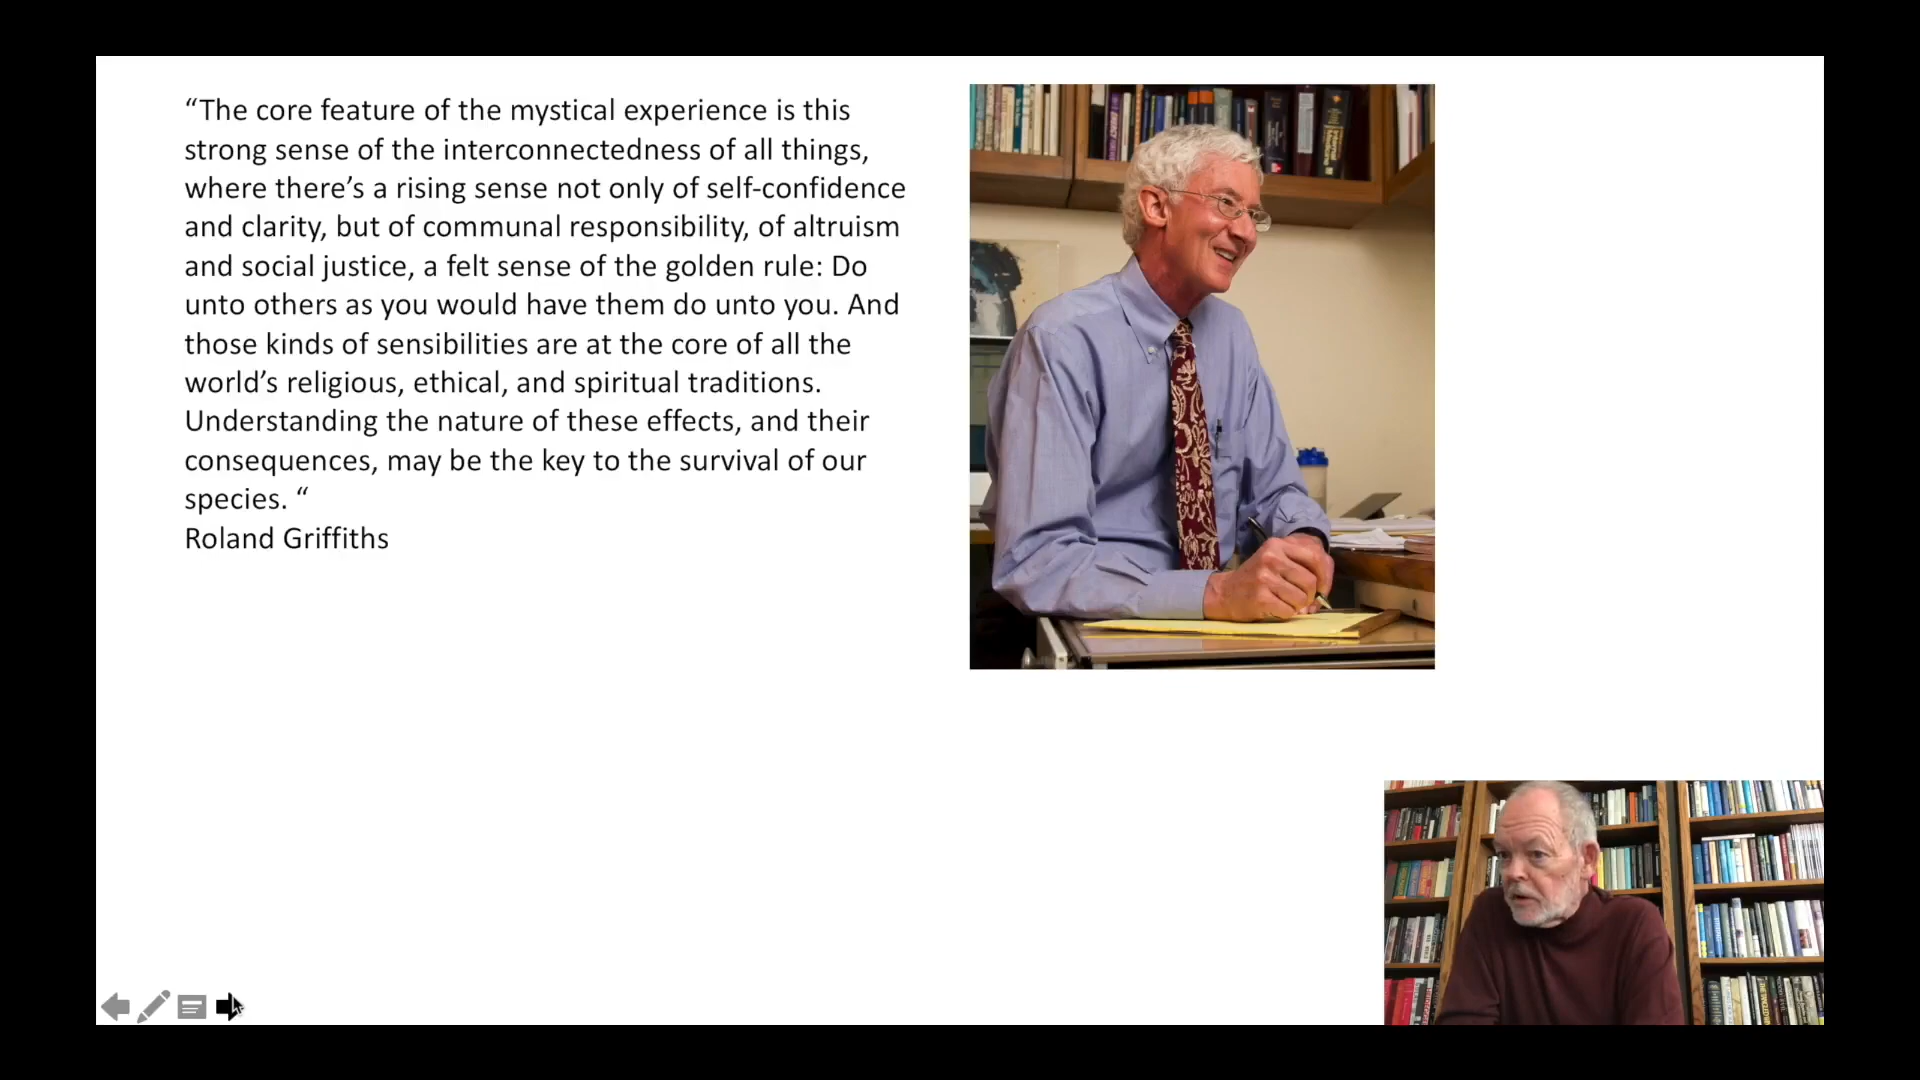 “The core feature of the mystical experience is this
strong sense of the interconnectedness of all things,
where there’s a rising sense not only of self-confidence
and clarity, but of communal responsibility, of altruism
and social justice, a felt sense of the golden rule: Do
unto others as you would have them do unto you. And
those kinds of sensibilities are at the core of all the
world’s religious, ethical, and spiritual traditions.
Understanding the nature of these effects, and their
consequences, may be the key to the survival of our
species. “
Roland Griffiths